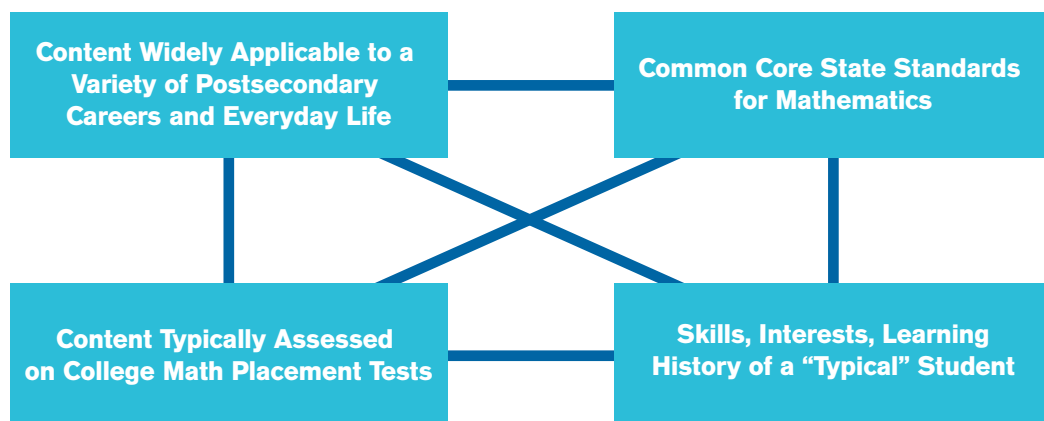 Content Widely Applicable to a
Variety of Postsecondary
Careers and Everyday Life
Common Core State Standards
for Mathematics
Content Typically Assessed
on College Math Placement Tests
Skills, Interests, Learning
History of a “Typical” Student